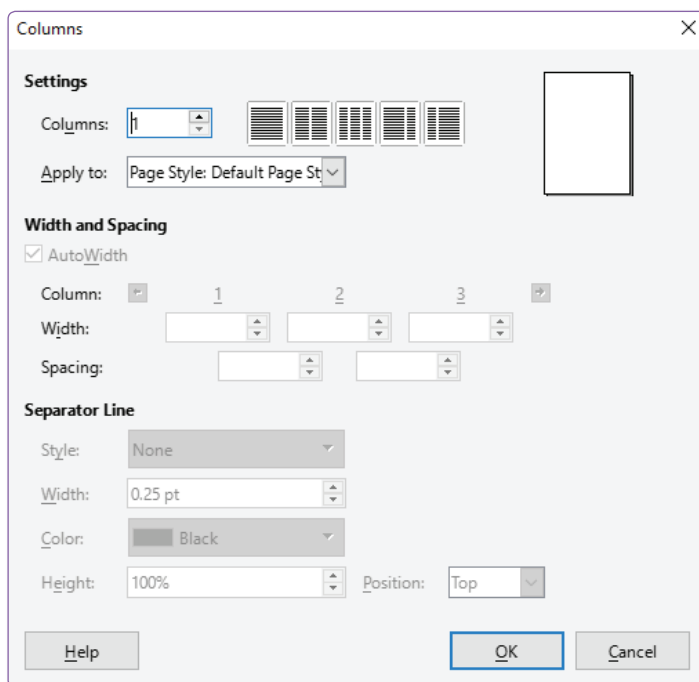 Columns
Settings
Columns: 1
Apply to: Page Style: Default Page St
Width and Spacing
AutoWidth
Column: 1 2 3
Width:
Spacing:
Separator Line
Style: None
Width: 0.25 pt
Color: Black
Height: 100% Position: Top
Help OK Cancel